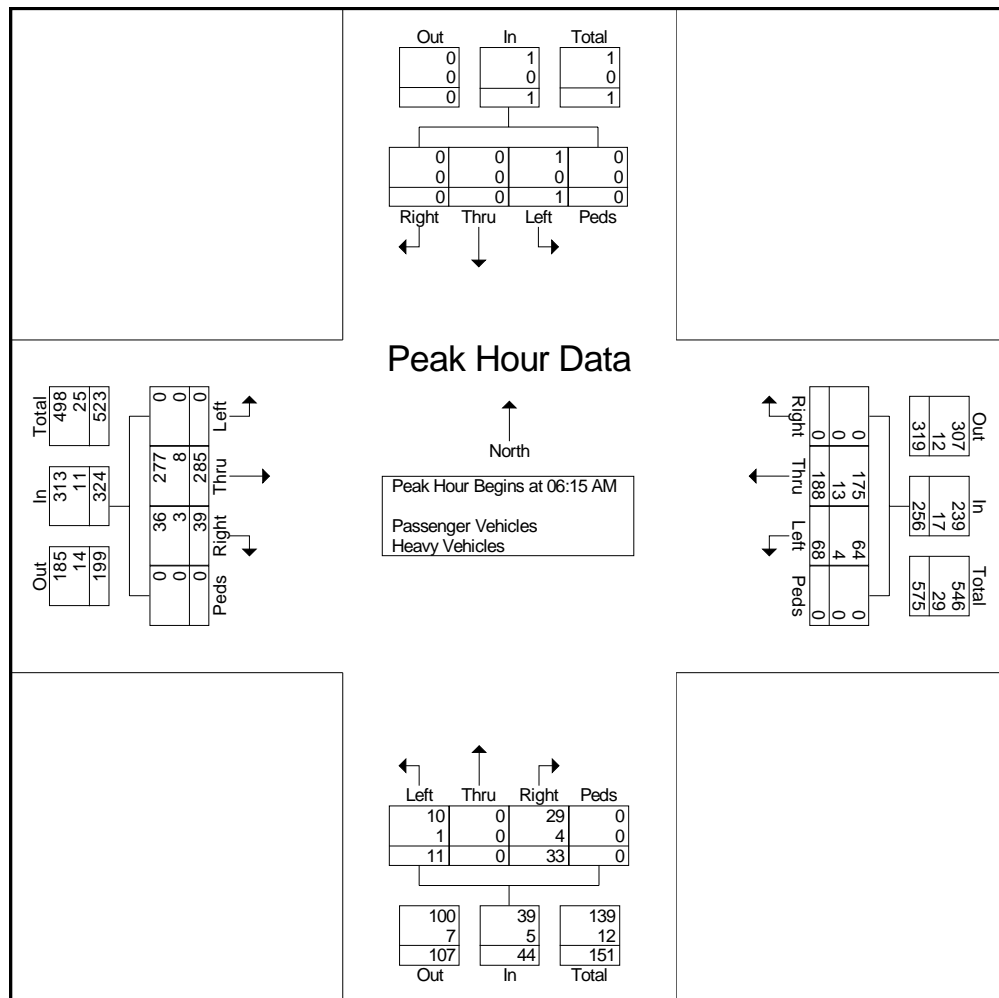 Out In Total
0 1 1
0 0 0
0 1 1
0 0 1 0
0 0 0 0
0 0 1 0
Right Thru Left Peds
Peak Hour Data
North
Peak Hour Begins at 06:15 AM
Passenger Vehicles
Heavy Vehicles
Total
498
25
523
In
313
11
324
Out
185
14
199
0 277 36 0
0 8 3 0
0 285 39 0
Left Thru Right Peds
Out
307
12
319
In
239
17
256
Total
546
29
575
0 175 64 0
0 13 4 0
0 188 68 0
Right Thru Left Peds
Left Thru Right Peds
10 0 29 0
1 0 4 0
11 0 33 0
100 39 139
7 5 12
107 44 151
Out In Total